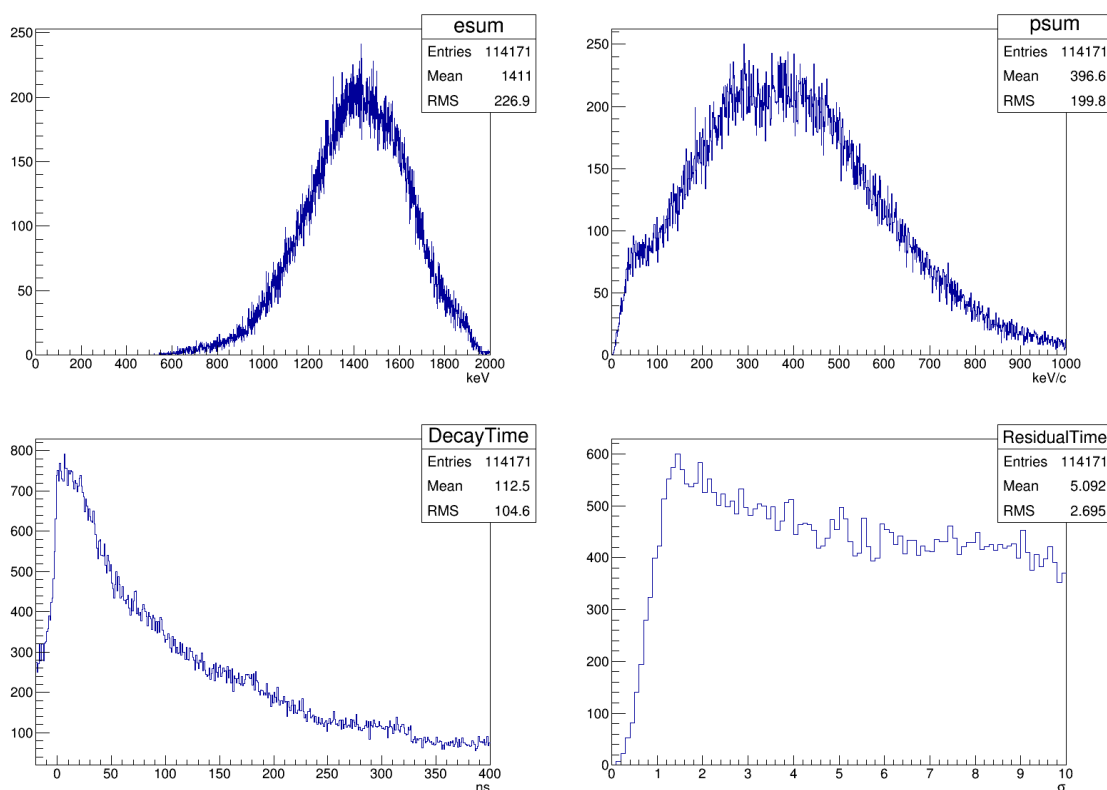 esum
Entries 114171
Mean 1411
RMS 226.9
250
200
150
100
50
0
0 200 400 600 800 1000 1200 1400 1600 1800 2000
keV
psum
Entries 114171
Mean 396.6
RMS 199.8
250
200
150
100
50
0
0 100 200 300 400 500 600 700 800 900 1000
keV/c
DecayTime
Entries 114171
Mean 112.5
RMS 104.6
800
700
600
500
400
300
200
100
0 50 100 150 200 250 300 350 400
ns
ResidualTime
Entries 114171
Mean 5.092
RMS 2.695
600
500
400
300
200
100
0
0 1 2 3 4 5 6 7 8 9 10
σ